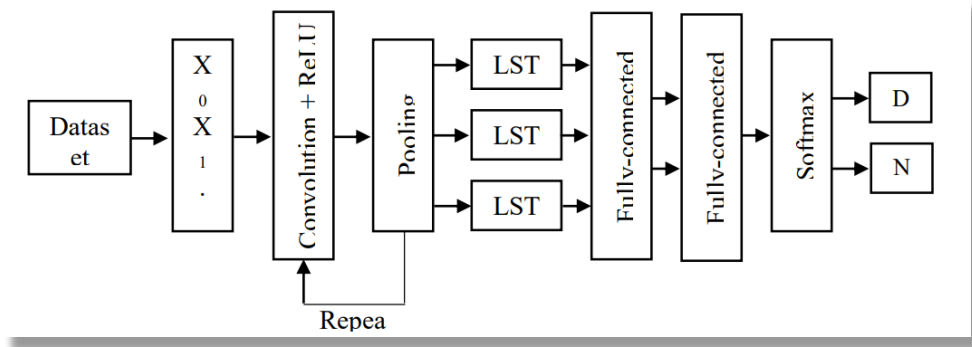 Datas
et
X
0
X
1
.
Convolution + ReLU
Pooling
LST
LST
LST
Fully-connected
Fully-connected
Softmax
D
N
Repea